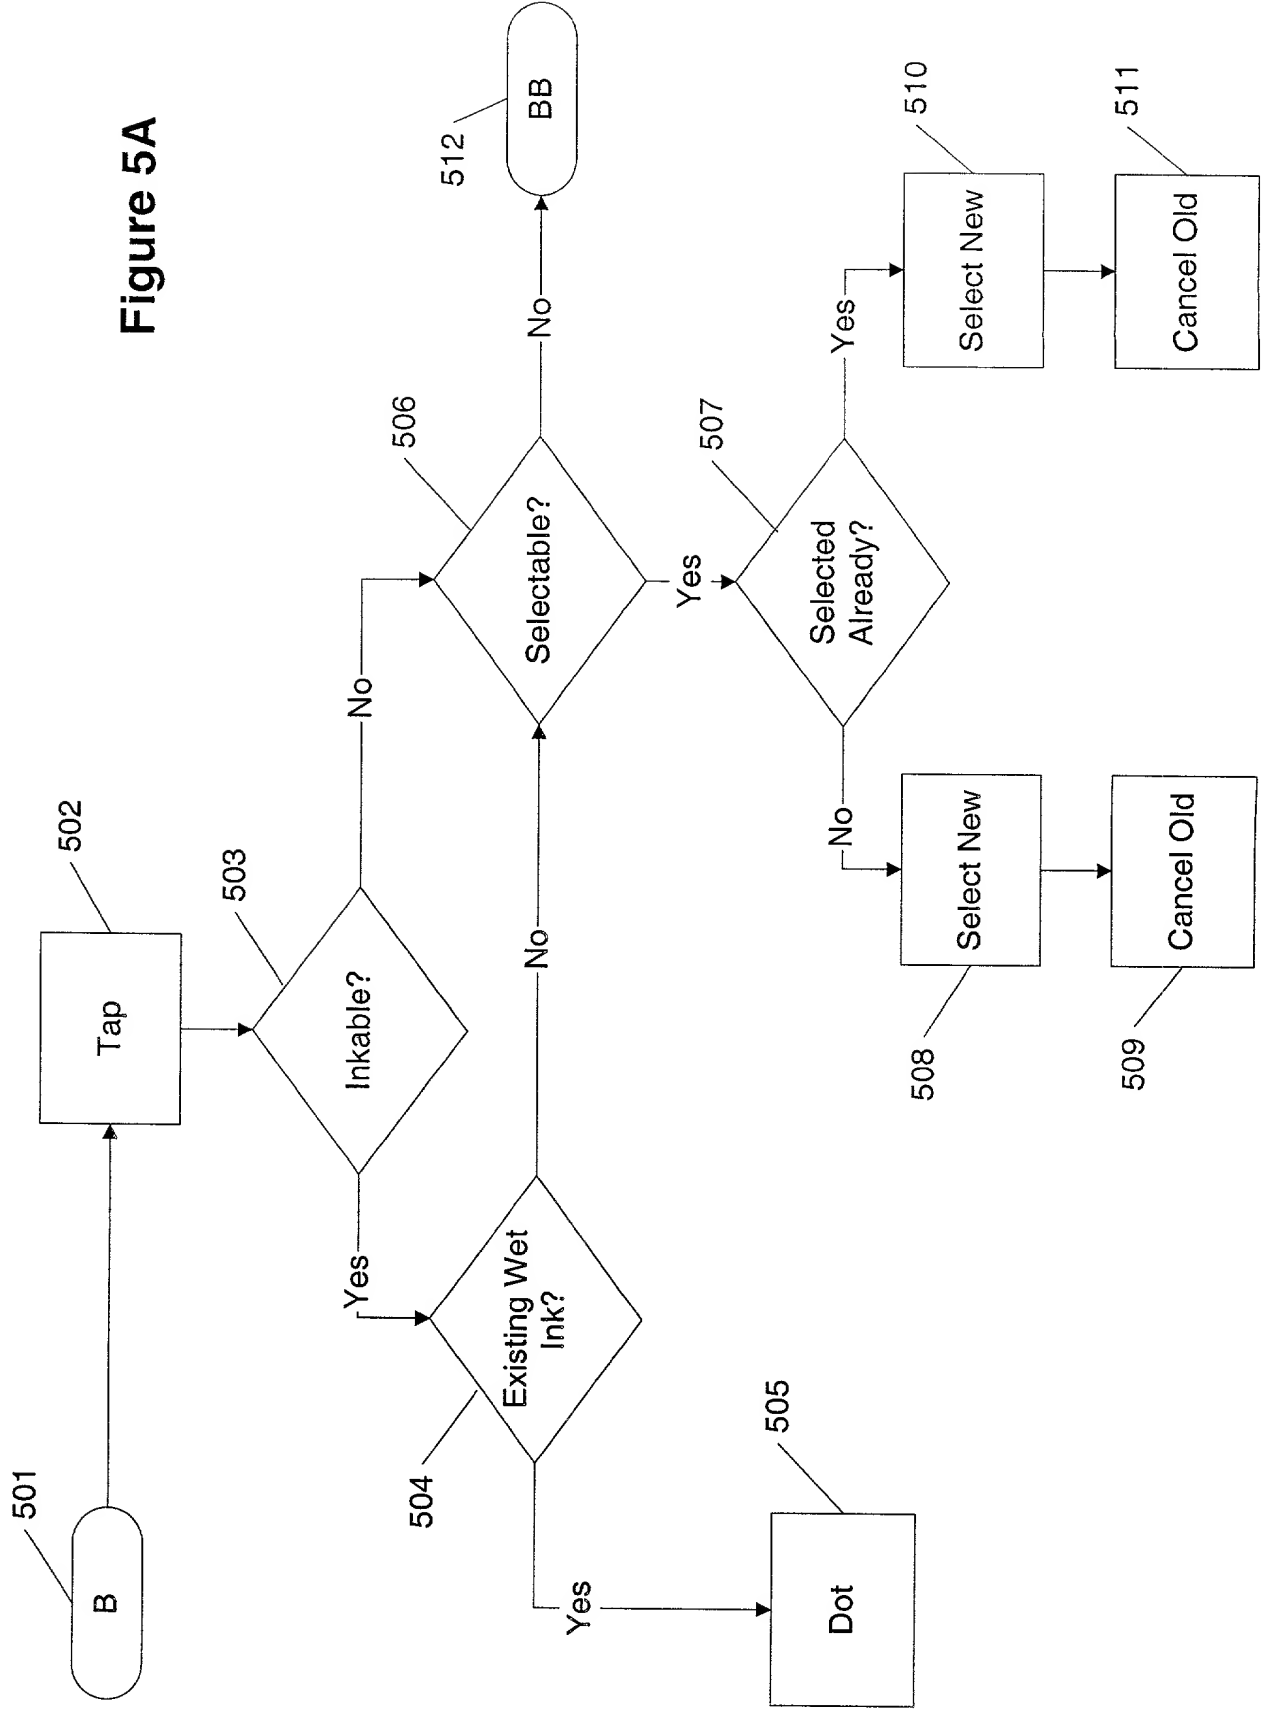 Figure 5A
501
B
502
Tap
503
Inkable?
Yes
No
504
Existing Wet
Ink?
Yes
No
505
Dot
506
Selectable?
No
512
BB
Yes
507
Selected
Already?
No
Yes
508
Select New
509
Cancel Old
510
Select New
511
Cancel Old